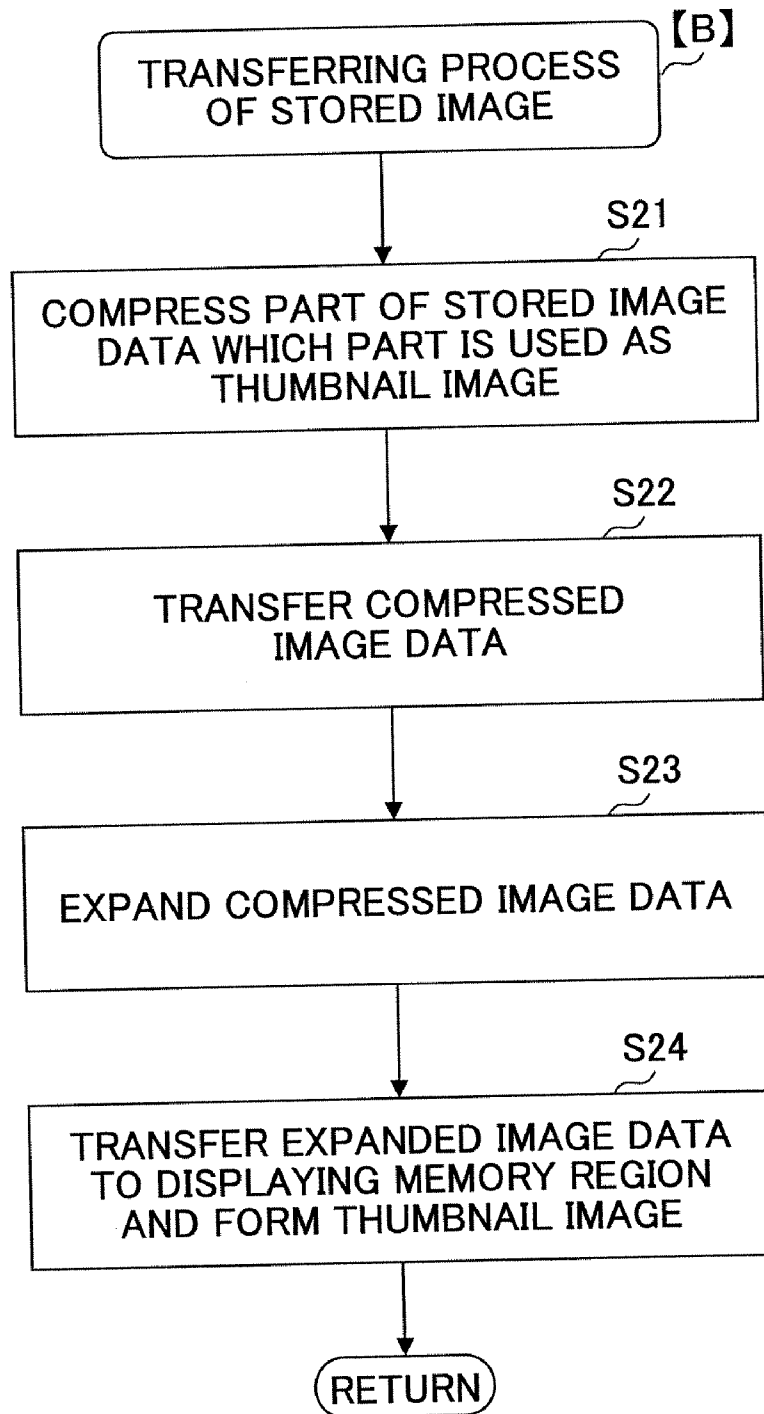 【B】
TRANSFERRING PROCESS
OF STORED IMAGE
S21
COMPRESS PART OF STORED IMAGE
DATA WHICH PART IS USED AS
THUMBNAIL IMAGE
S22
TRANSFER COMPRESSED
IMAGE DATA
S23
EXPAND COMPRESSED IMAGE DATA
S24
TRANSFER EXPANDED IMAGE DATA
TO DISPLAYING MEMORY REGION
AND FORM THUMBNAIL IMAGE
RETURN